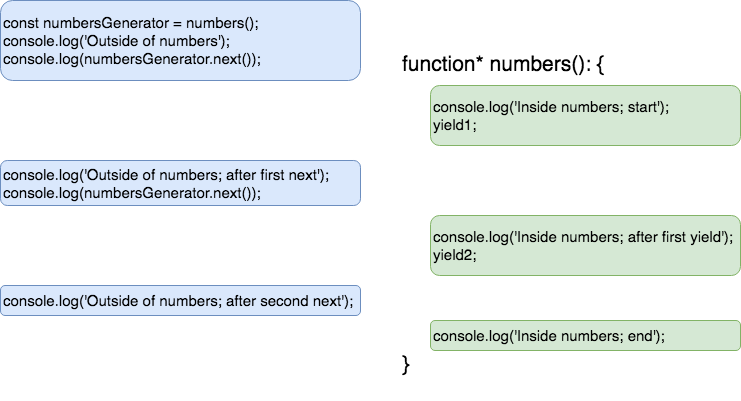 const numbersGenerator = numbers();
console.log('Outside of numbers');
console.log(numbersGenerator.next());
console.log('Outside of numbers; after first next');
console.log(numbersGenerator.next());
console.log('Outside of numbers; after second next');
function* numbers(): {
console.log('Inside numbers; start');
yield1;
console.log('Inside numbers; after first yield');
yield2;
console.log('Inside numbers; end');
}